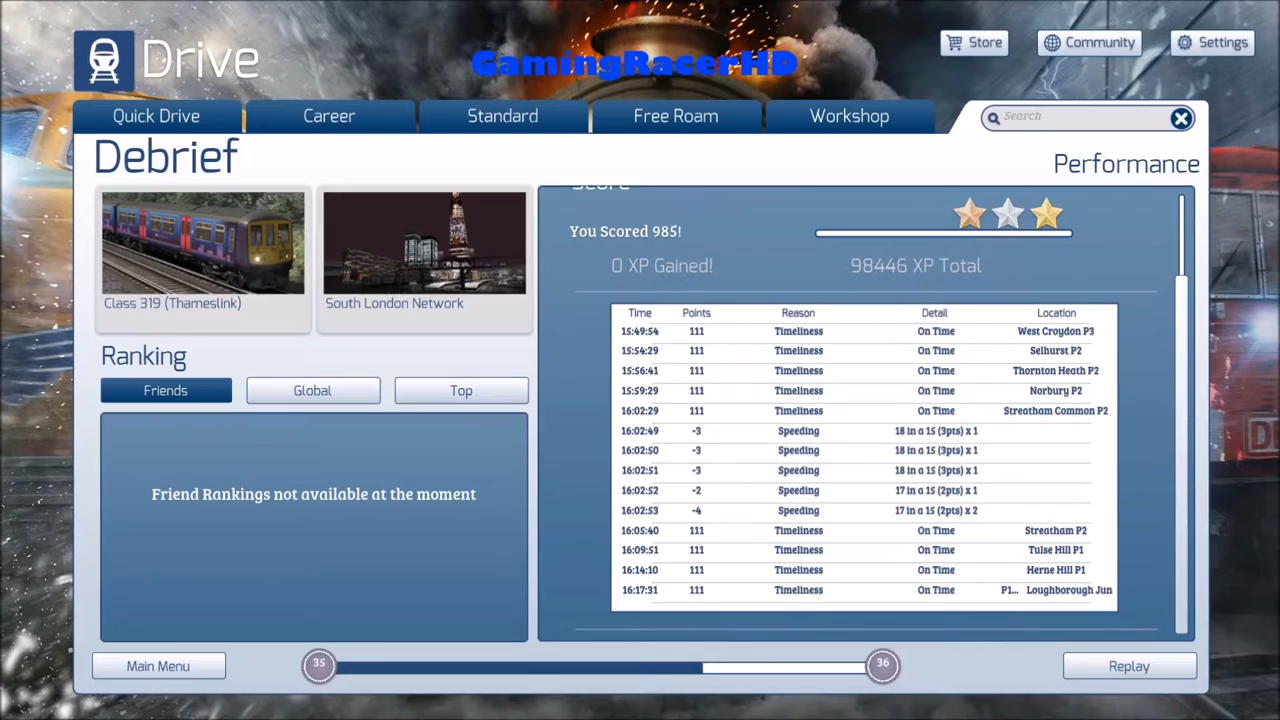 Drive
GamingRacerHD
Store
Community
Settings
Quick Drive
Career
Standard
Free Roam
Workshop
Search
Debrief
Performance
Class 319 (Thameslink)
South London Network
Score
You Scored 985!
0 XP Gained!
98446 XP Total
Ranking
Friends
Global
Top
Friend Rankings not available at the moment
Time Points Reason Detail Location
15:49:54 111 Timeliness On Time West Croydon P3
15:54:29 111 Timeliness On Time Selhurst P2
15:56:41 111 Timeliness On Time Thornton Heath P2
15:59:29 111 Timeliness On Time Norbury P2
16:02:29 111 Timeliness On Time Streatham Common P2
16:02:49 -3 Speeding 18 in a 15 (3pts) x 1
16:02:50 -3 Speeding 18 in a 15 (3pts) x 1
16:02:51 -3 Speeding 18 in a 15 (3pts) x 1
16:02:52 -2 Speeding 17 in a 15 (2pts) x 1
16:02:53 -4 Speeding 17 in a 15 (2pts) x 2
16:05:40 111 Timeliness On Time Streatham P2
16:09:51 111 Timeliness On Time Tulse Hill P1
16:14:10 111 Timeliness On Time Herne Hill P1
16:17:31 111 Timeliness On Time P1... Loughborough Jun
Main Menu
35
36
Replay